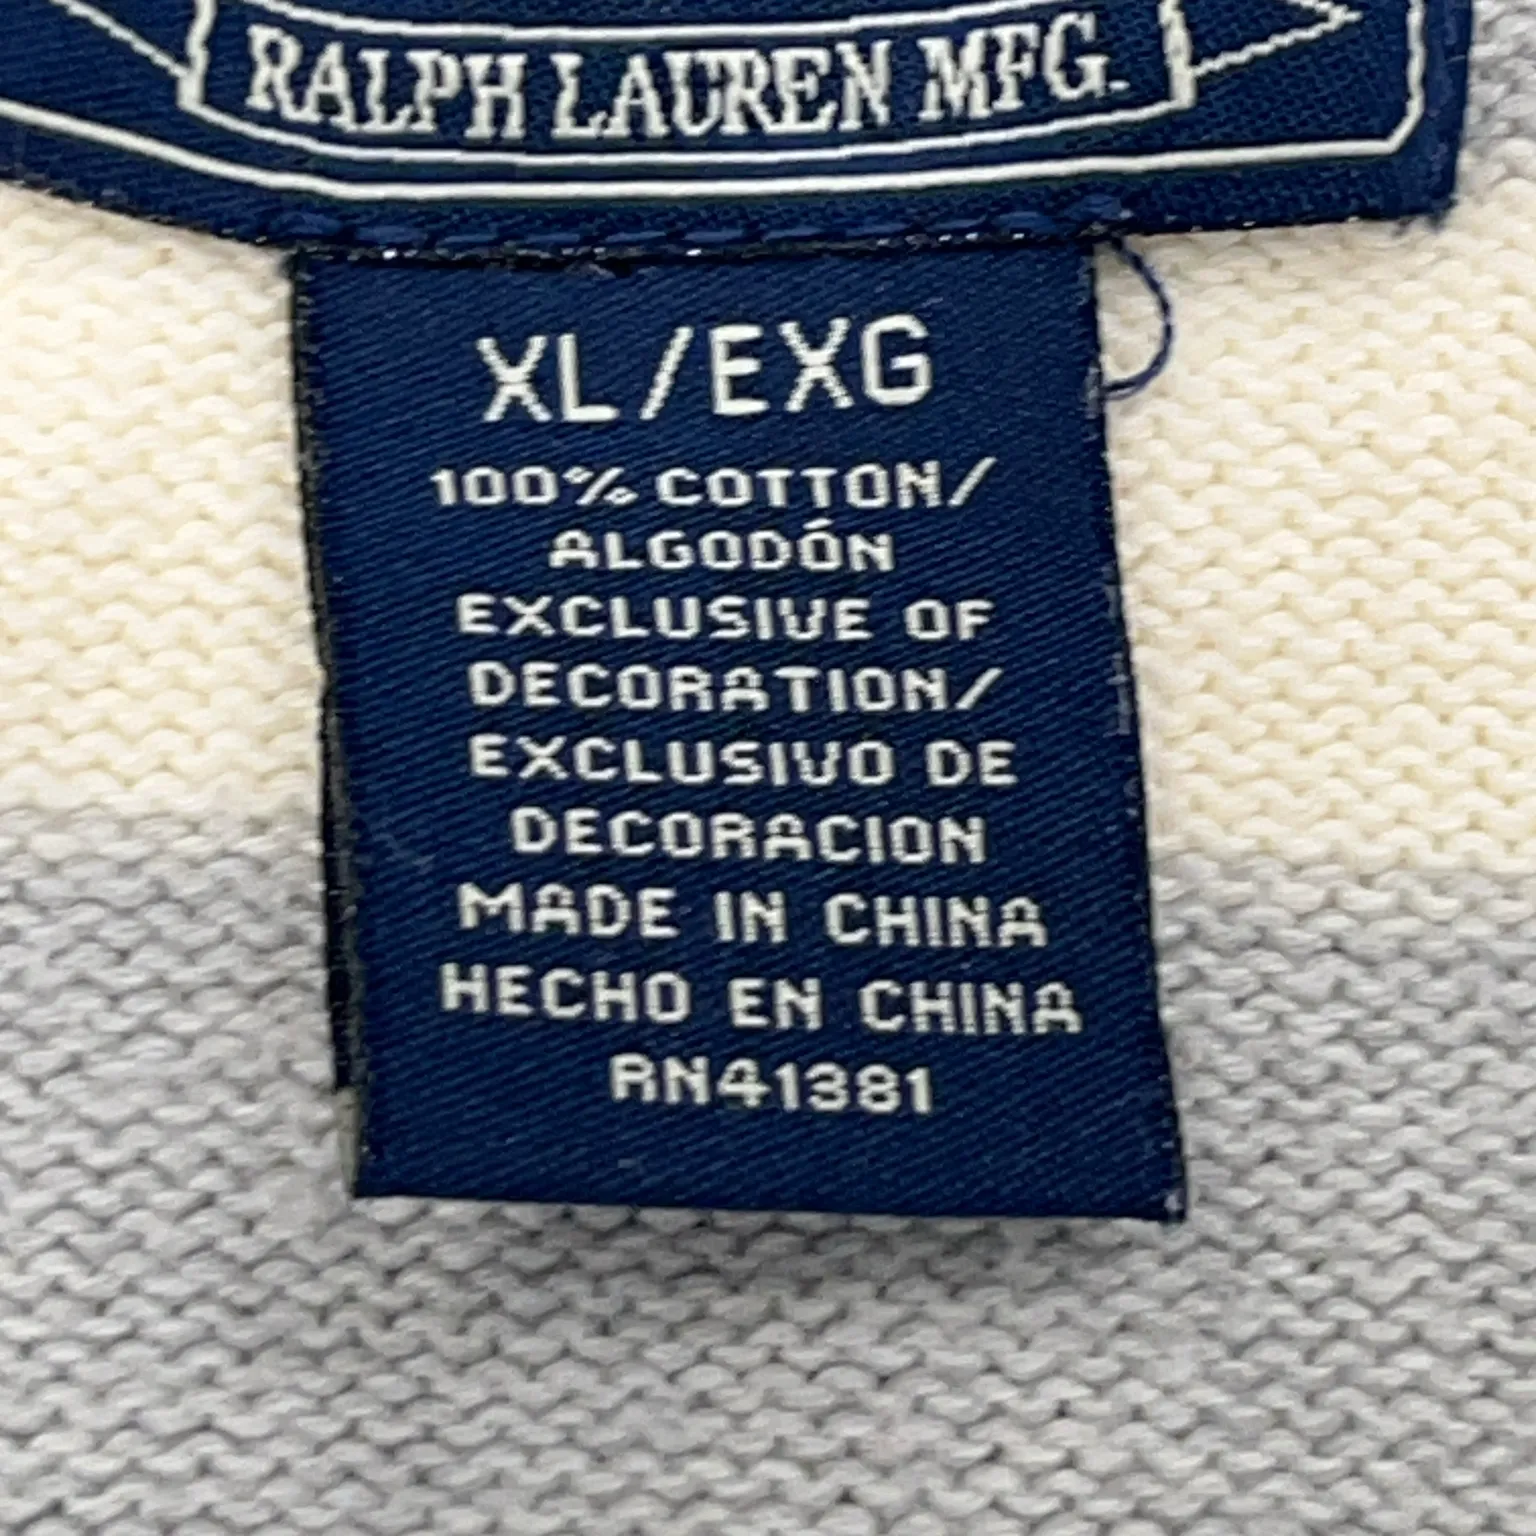 RALPH LAUREN MFG.
XL/EXG
100% COTTON/
ALGODÓN
EXCLUSIVE OF
DECORATION/
EXCLUSIVO DE
DECORACION
MADE IN CHINA
HECHO EN CHINA
RN41381